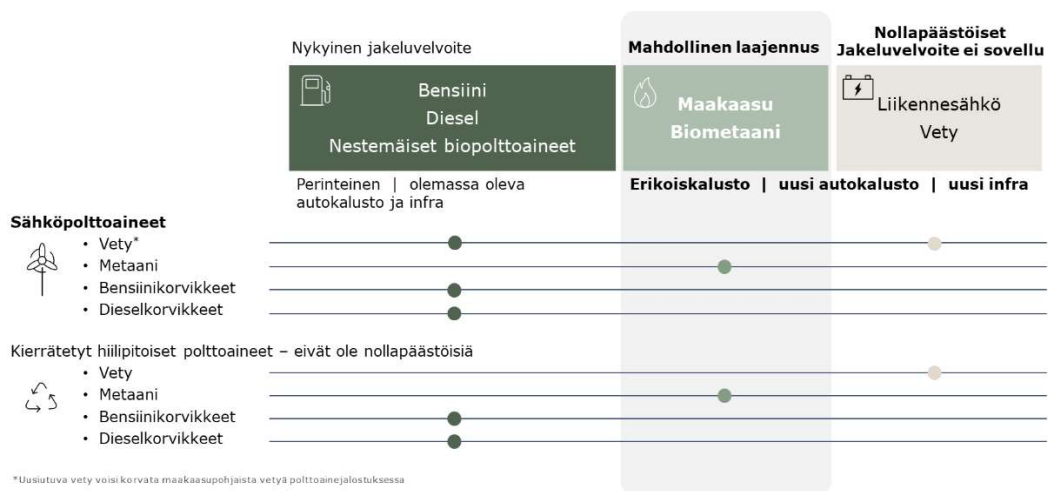 Nykyinen jakeluvelvoite
Mahdollinen laajennus
Nollapäästöiset
Jakeluvelvoite ei sovellu
Bensiini
Diesel
Nestemäiset biopolttoaineet
Maakaasu
Biometaani
Liikennesähkö
Vety
Perinteinen | olemassa oleva
autokalusto ja infra
Erikoiskalusto | uusi autokalusto | uusi infra
Sähköpolttoaineet
• Vety*
• Metaani
• Bensiinikorvikkeet
• Dieselkorvikkeet
Kierrätetyt hiilipitoiset polttoaineet – eivät ole nollapäästöisiä
• Vety
• Metaani
• Bensiinikorvikkeet
• Dieselkorvikkeet
*Uusiutuva vety voisi korvata maakaasupohjaista vetyä polttoainejalostuksessa